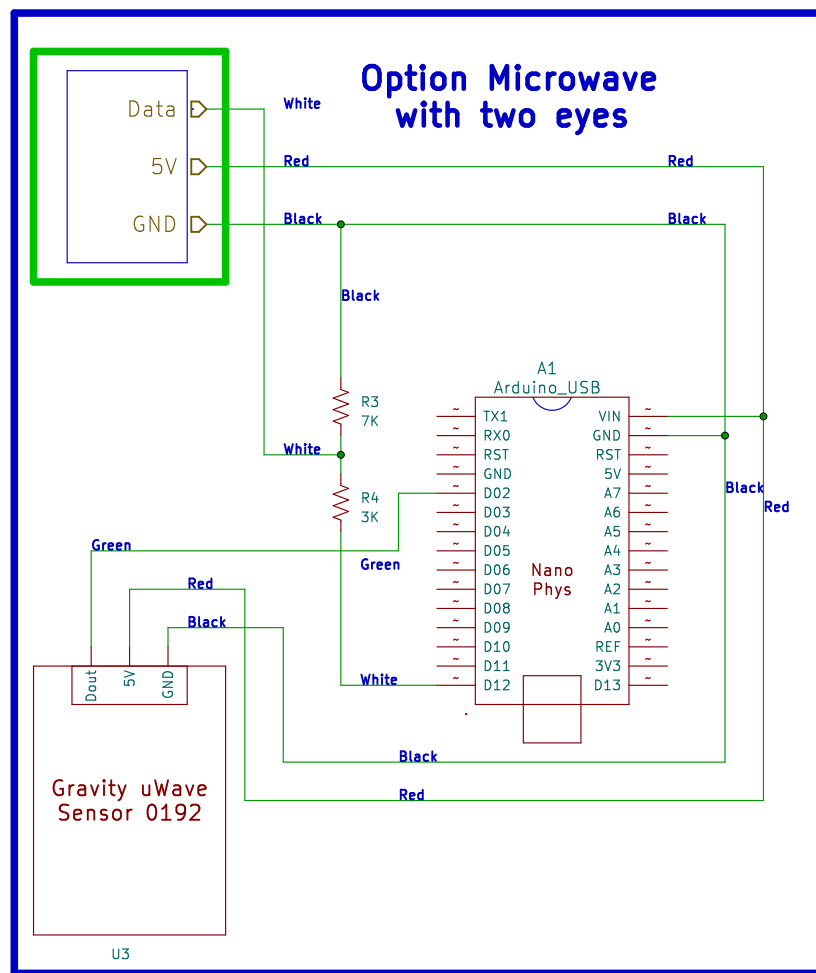 Option Microwave
with two eyes
Data
White
5V
Red
Red
GND
Black
Black
Black
A1
Arduino_USB
R3
7K
White
R4
3K
~ TX1 VIN ~
~ RX0 GND ~
~ RST RST ~
~ GND 5V ~
~ D02 A7 ~
~ D03 A6 ~
~ D04 A5 ~
~ D05 A4 ~
~ D06 A3 ~
~ D07 A2 ~
~ D08 A1 ~
~ D09 A0 ~
~ D10 REF ~
~ D11 3V3 ~
~ D12 D13 ~
Nano
Phys
Black
Red
Green
Green
Red
Black
White
Dout
5V
GND
Black
Red
Gravity uWave
Sensor 0192
U3